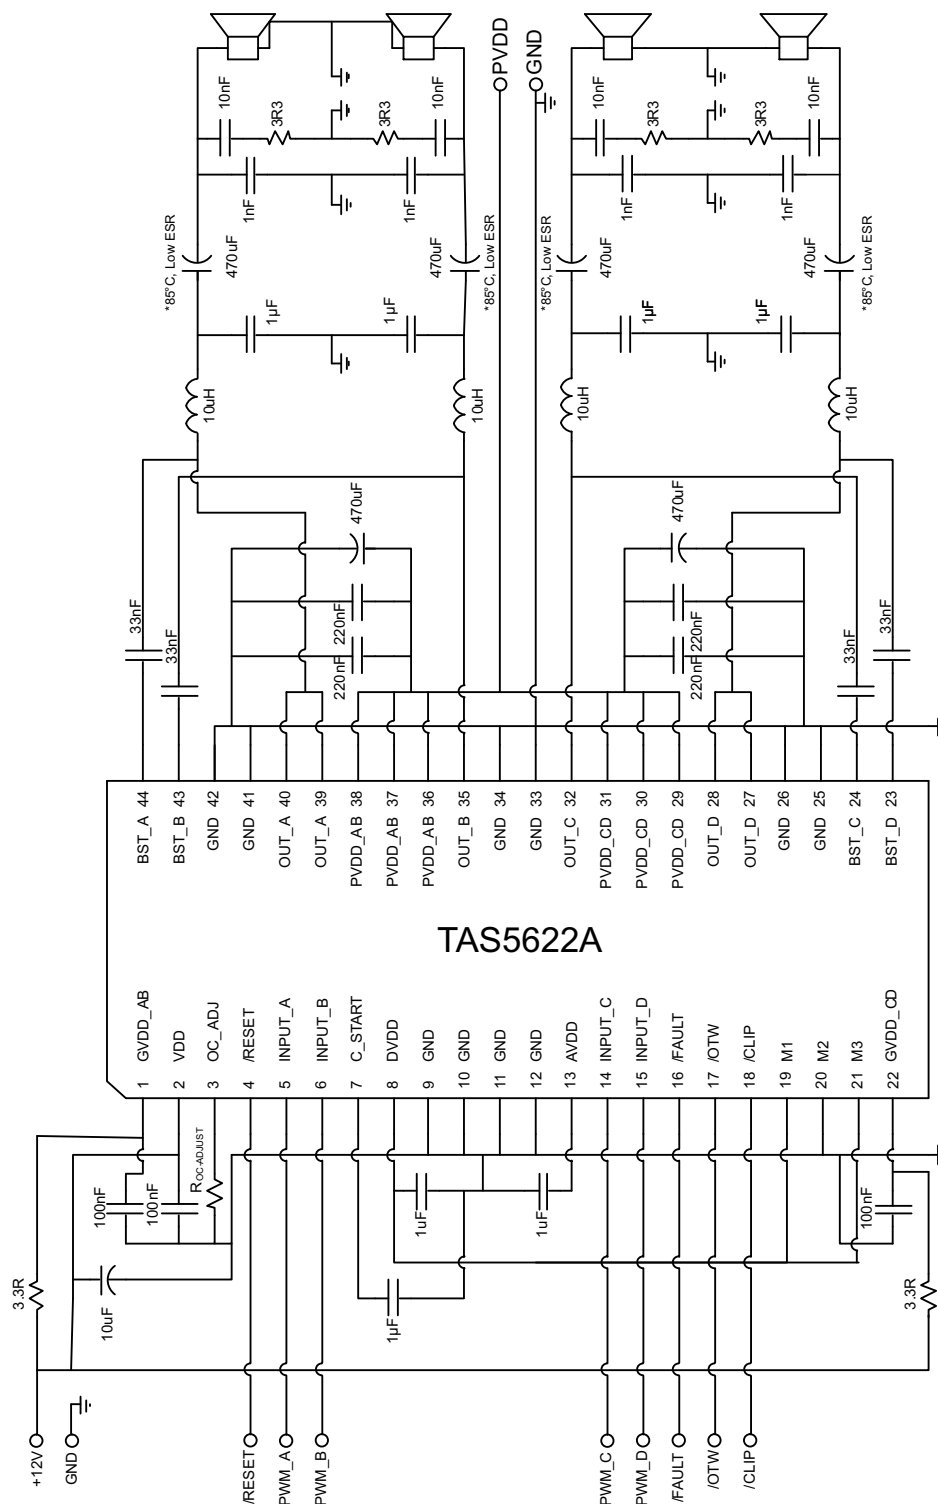 PVDD
GND
10nF
3R3
3R3
10nF
10nF
3R3
3R3
10nF
1nF
1nF
1nF
1nF
*85°C, Low ESR
470uF
470uF
*85°C, Low ESR
*85°C, Low ESR
470uF
470uF
*85°C, Low ESR
1µF
1µF
1µF
1µF
10uH
10uH
10uH
10uH
470uF
470uF
33nF
33nF
220nF
220nF
220nF
220nF
33nF
33nF
BST_A 44
BST_B 43
GND 42
GND 41
OUT_A 40
OUT_A 39
PVDD_AB 38
PVDD_AB 37
PVDD_AB 36
OUT_B 35
GND 34
GND 33
OUT_C 32
PVDD_CD 31
PVDD_CD 30
PVDD_CD 29
OUT_D 28
OUT_D 27
GND 26
GND 25
BST_C 24
BST_D 23
TAS5622A
1 GVDD_AB
2 VDD
3 OC_ADJ
4 /RESET
5 INPUT_A
6 INPUT_B
7 C_START
8 DVDD
9 GND
10 GND
11 GND
12 GND
13 AVDD
14 INPUT_C
15 INPUT_D
16 /FAULT
17 /OTW
18 /CLIP
19 M1
20 M2
21 M3
22 GVDD_CD
100nF
100nF
ROC-ADJUST
1uF
1uF
100nF
3.3R
10uF
1µF
3.3R
+12V
GND
/RESET
PWM_A
PWM_B
PWM_C
PWM_D
/FAULT
/OTW
/CLIP